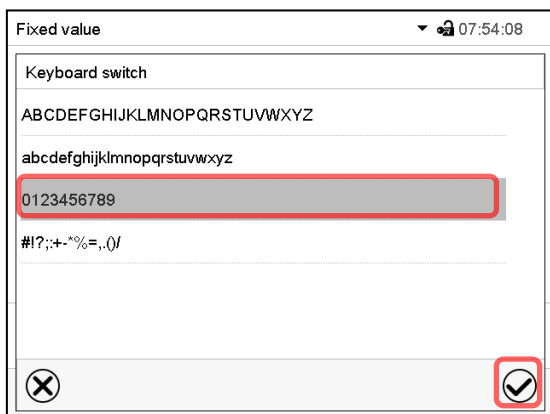 Fixed value 07:54:08
Keyboard switch
ABCDEFGHIJKLMNOPQRSTUVWXYZ
abcdefghijklmnopqrstuvwxyz
0123456789
#!?;:+-*%=,.()/